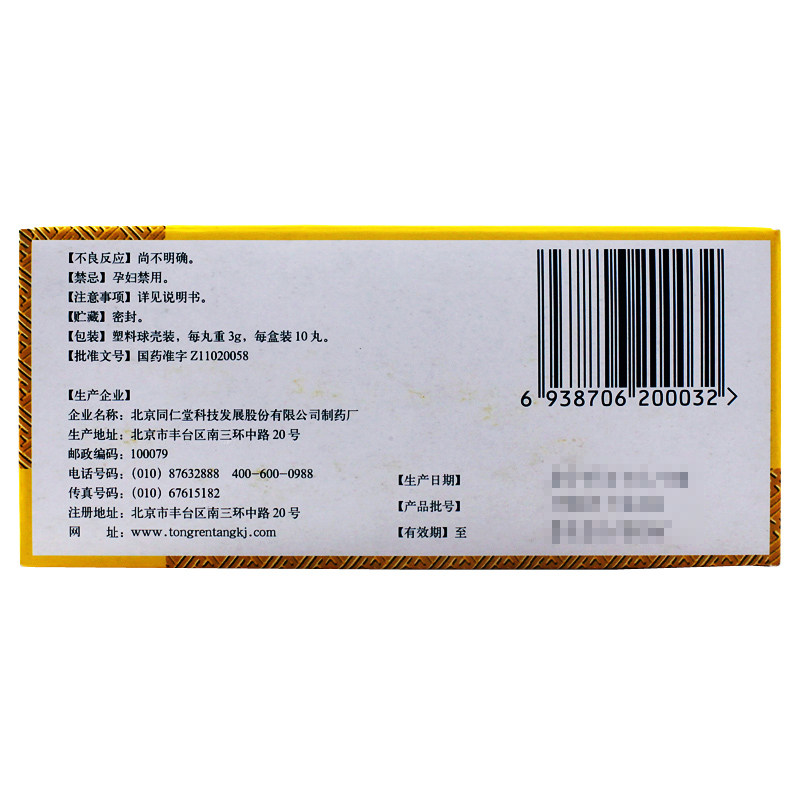 【不良反应】尚不明确。
【禁忌】孕妇禁用。
【注意事项】详见说明书。
【贮藏】密封。
【包装】塑料球壳装，每丸重3g，每盒装10丸。
【批准文号】国药准字Z11020058
【生产企业】
企业名称：北京同仁堂科技发展股份有限公司制药厂
生产地址：北京市丰台区南三环中路20号
邮政编码：100079
电话号码：（010）87632888 400-600-0988
传真号码：（010）67615182
注册地址：北京市丰台区南三环中路20号
网 址：www.tongrentangkj.com
6 938706 200032 >
【生产日期】
【产品批号】
【有效期】至